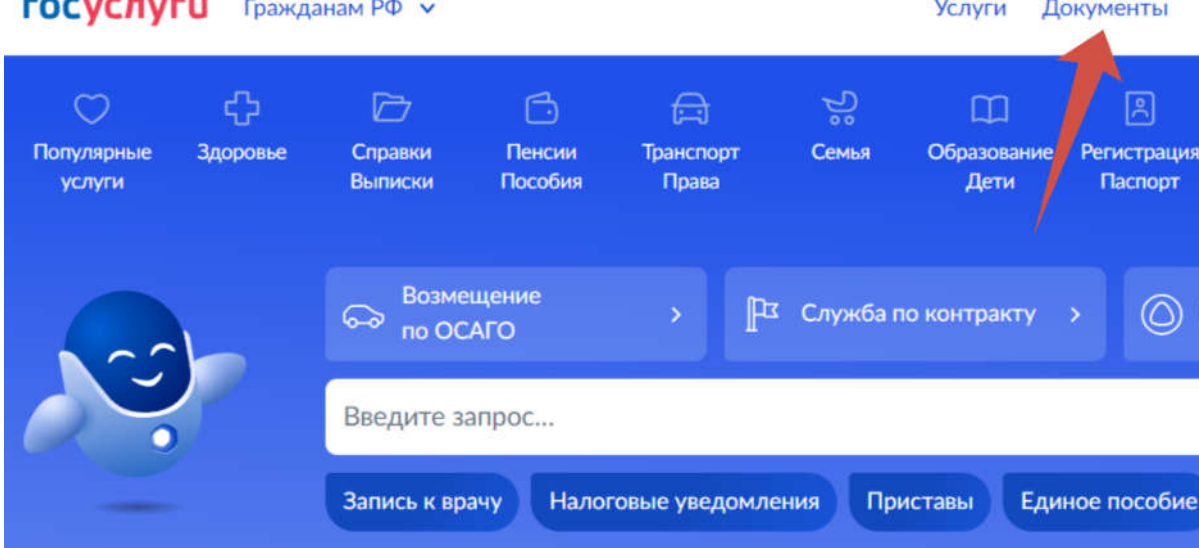 госуслуги Гражданам РФ Услуги Документы
Популярные услуги
Здоровье
Справки Выписки
Пенсии Пособия
Транспорт Права
Семья
Образование Дети
Регистрация Паспорт
Возмещение
по ОСАГО
Служба по контракту
Введите запрос...
Запись к врачу Налоговые уведомления Приставы Единое пособие